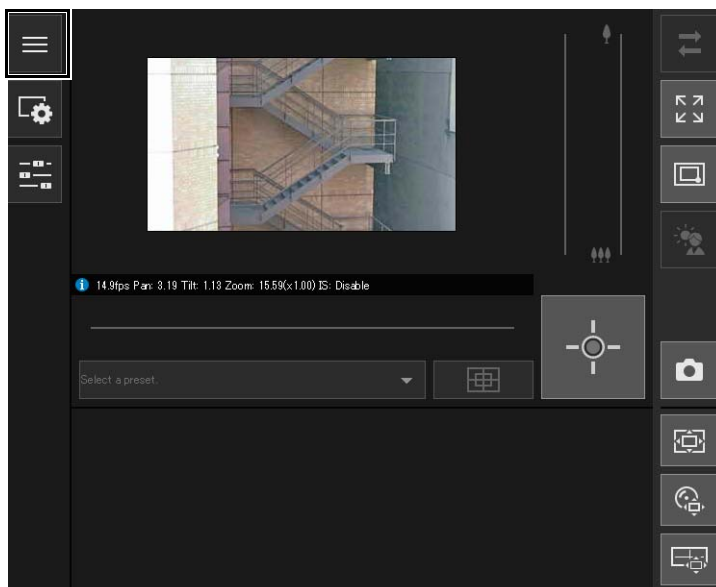 14.9fps Pan: 3.19 Tilt: 1.13 Zoom: 15.59(x1.00) IS: Disable
Select a preset.